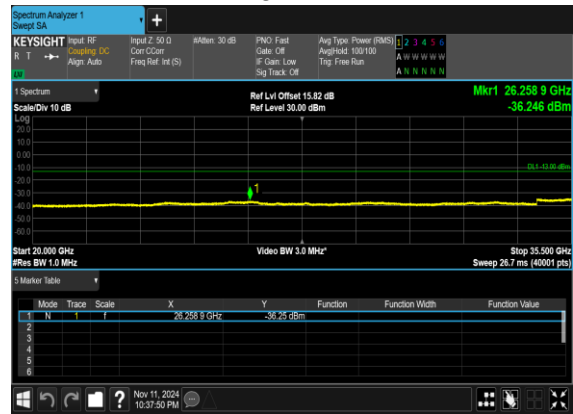 Spectrum Analyzer 1
Swept SA
+
KEYSIGHT Input: RF Input Z: 50 Ω #Atten: 30 dB PNO: Fast Avg Type: Power (RMS) 1 2 3 4 5 6
R T Coupling: DC Corr CCorr Gate: Off Avg|Hold: 100/100 A W W W W W
Align: Auto Freq Ref: Int (S) IF Gain: Low Trig: Free Run
LW Sig Track: Off A N N N N N
1 Spectrum Ref Lvl Offset 15.82 dB Mkr1 26.258 9 GHz
Scale/Div 10 dB Ref Level 30.00 dBm -36.246 dBm
Log
20.0
10.0
0.00
-10.0 DL1 -13.00 dBm
-20.0
-30.0 1
-40.0
-50.0
-60.0
Start 20.000 GHz Video BW 3.0 MHz* Stop 35.500 GHz
#Res BW 1.0 MHz Sweep 26.7 ms (40001 pts)
5 Marker Table
Mode Trace Scale X Y Function Function Width Function Value
1 N 1 f 26.258 9 GHz -36.25 dBm
2
3
4
5
6
? Nov 11, 2024
10:37:50 PM